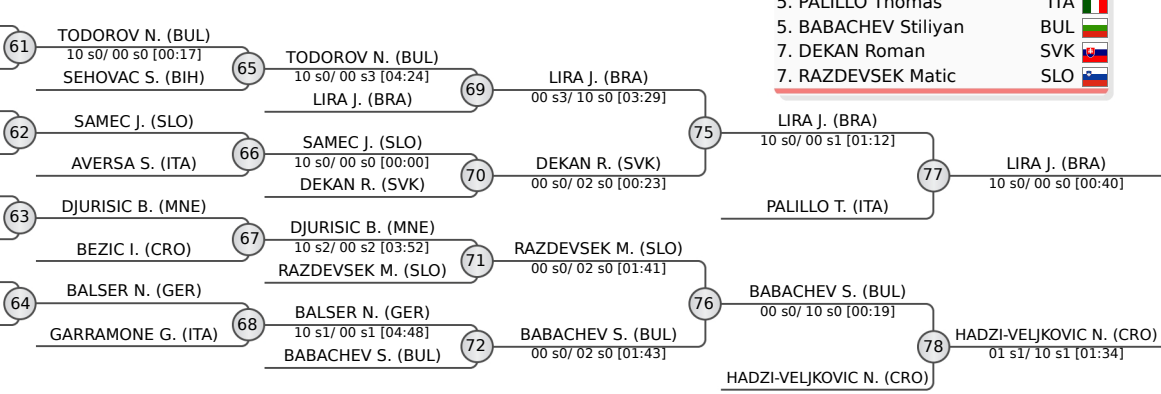 5. PALILLO Thomas ITA
5. BABACHEV Stiliyan BUL
7. DEKAN Roman SVK
7. RAZDEVSEK Matic SLO
61
TODOROV N. (BUL)
10 s0/ 00 s0 [00:17]
SEHOVAC S. (BIH)
62
SAMEC J. (SLO)
AVERSA S. (ITA)
63
DJURISIC B. (MNE)
BEZIC I. (CRO)
64
BALSER N. (GER)
GARRAMONE G. (ITA)
65
TODOROV N. (BUL)
10 s0/ 00 s3 [04:24]
LIRA J. (BRA)
66
SAMEC J. (SLO)
10 s0/ 00 s0 [00:00]
DEKAN R. (SVK)
67
DJURISIC B. (MNE)
10 s2/ 00 s2 [03:52]
RAZDEVSEK M. (SLO)
68
BALSER N. (GER)
10 s1/ 00 s1 [04:48]
BABACHEV S. (BUL)
69
LIRA J. (BRA)
00 s3/ 10 s0 [03:29]
70
DEKAN R. (SVK)
00 s0/ 02 s0 [00:23]
71
RAZDEVSEK M. (SLO)
00 s0/ 02 s0 [01:41]
72
BABACHEV S. (BUL)
00 s0/ 02 s0 [01:43]
75
LIRA J. (BRA)
10 s0/ 00 s1 [01:12]
PALILLO T. (ITA)
76
BABACHEV S. (BUL)
00 s0/ 10 s0 [00:19]
HADZI-VELJKOVIC N. (CRO)
77
LIRA J. (BRA)
10 s0/ 00 s0 [00:40]
78
HADZI-VELJKOVIC N. (CRO)
01 s1/ 10 s1 [01:34]